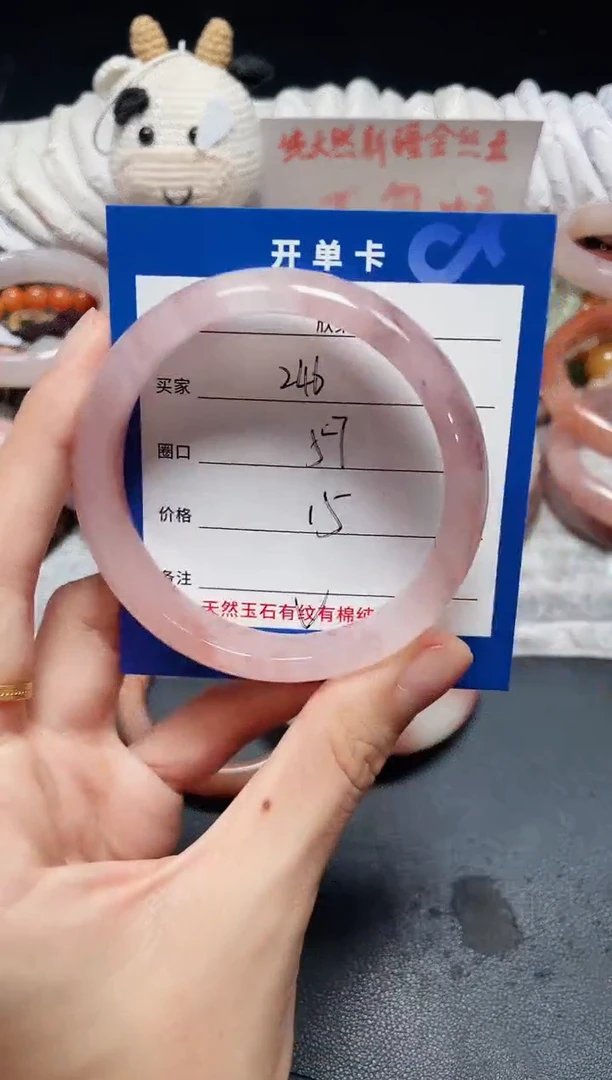 纯天然新疆金丝玉
开单卡
买家 246
圈口 57
价格 15
备注
天然玉石有纹有棉纯